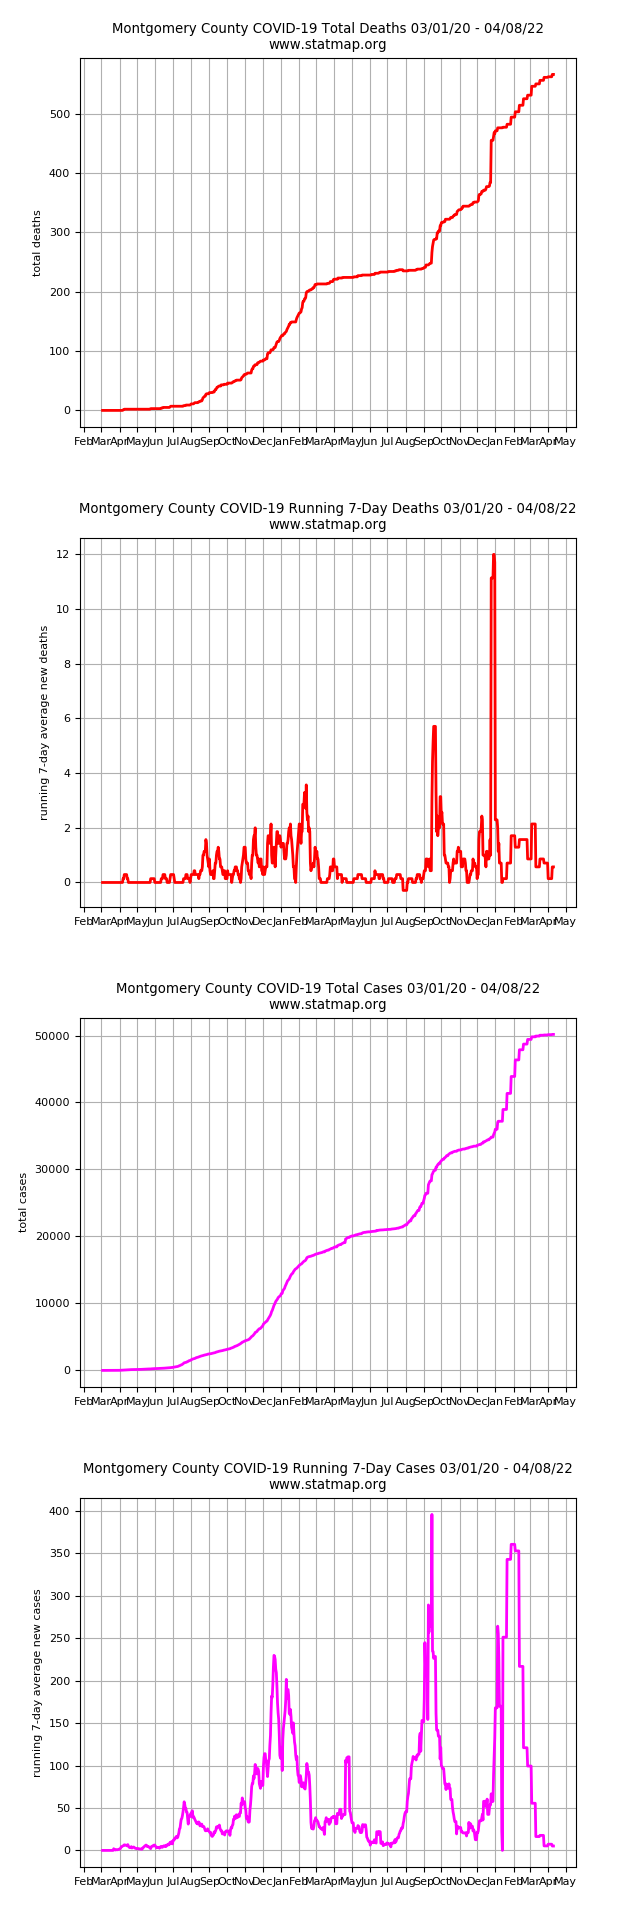 Montgomery County COVID-19 Total Deaths 03/01/20 - 04/08/22
www.statmap.org
500
400
300
200
100
0
total deaths
Feb Mar Apr May Jun Jul Aug Sep Oct Nov Dec Jan Feb Mar Apr May Jun Jul Aug Sep Oct Nov Dec Jan Feb Mar Apr May
Montgomery County COVID-19 Running 7-Day Deaths 03/01/20 - 04/08/22
www.statmap.org
12
10
8
6
4
2
0
running 7-day average new deaths
Feb Mar Apr May Jun Jul Aug Sep Oct Nov Dec Jan Feb Mar Apr May Jun Jul Aug Sep Oct Nov Dec Jan Feb Mar Apr May
Montgomery County COVID-19 Total Cases 03/01/20 - 04/08/22
www.statmap.org
50000
40000
30000
20000
10000
0
total cases
Feb Mar Apr May Jun Jul Aug Sep Oct Nov Dec Jan Feb Mar Apr May Jun Jul Aug Sep Oct Nov Dec Jan Feb Mar Apr May
Montgomery County COVID-19 Running 7-Day Cases 03/01/20 - 04/08/22
www.statmap.org
400
350
300
250
200
150
100
50
0
running 7-day average new cases
Feb Mar Apr May Jun Jul Aug Sep Oct Nov Dec Jan Feb Mar Apr May Jun Jul Aug Sep Oct Nov Dec Jan Feb Mar Apr May